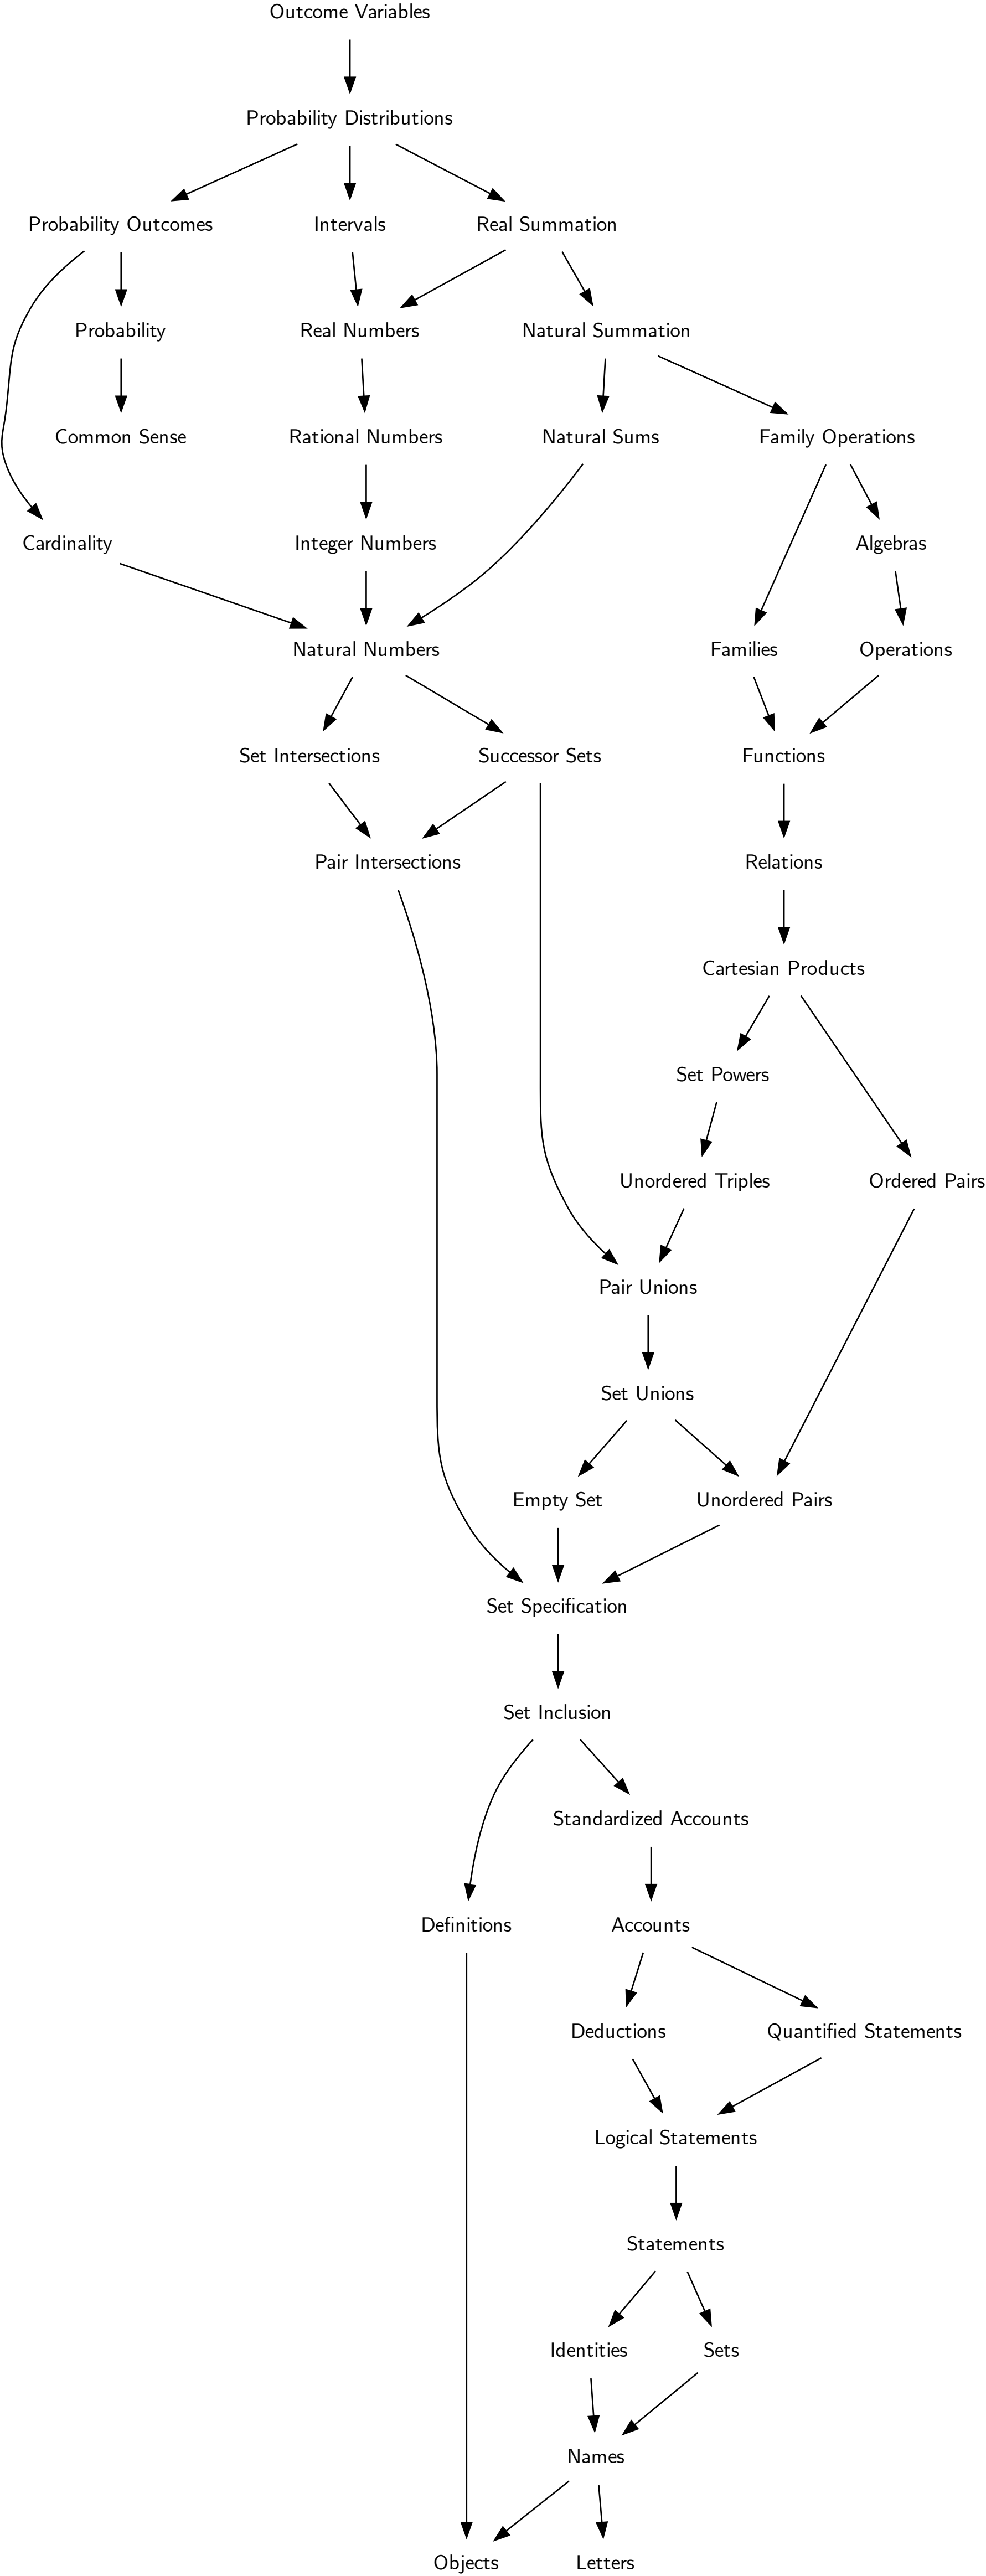 Outcome Variables
Probability Distributions
Probability Outcomes
Intervals
Real Summation
Probability
Real Numbers
Natural Summation
Common Sense
Rational Numbers
Natural Sums
Family Operations
Cardinality
Integer Numbers
Algebras
Natural Numbers
Families
Operations
Set Intersections
Successor Sets
Functions
Pair Intersections
Relations
Cartesian Products
Set Powers
Unordered Triples
Ordered Pairs
Pair Unions
Set Unions
Empty Set
Unordered Pairs
Set Specification
Set Inclusion
Standardized Accounts
Definitions
Accounts
Deductions
Quantified Statements
Logical Statements
Statements
Identities
Sets
Names
Objects
Letters